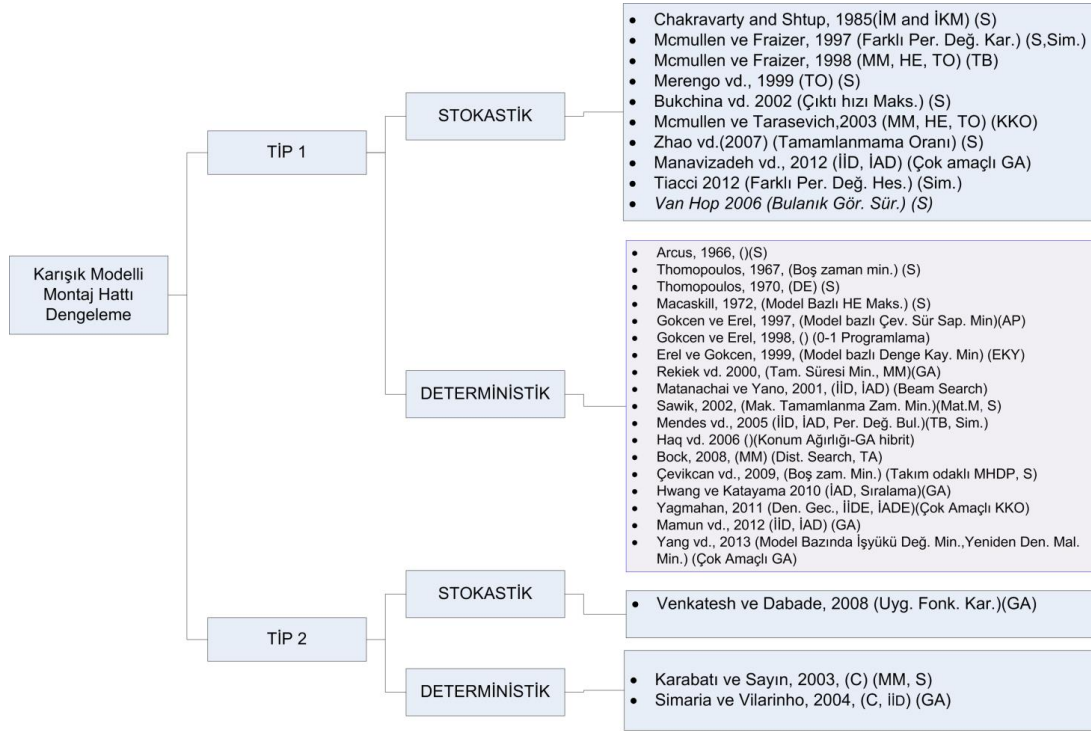 Karışık Modelli
Montaj Hattı
Dengeleme
TİP 1
STOKASTİK
• Chakravarty and Shtup, 1985(İM and İKM) (S)
• Mcmullen ve Fraizer, 1997 (Farklı Per. Değ. Kar.) (S,Sim.)
• Mcmullen ve Fraizer, 1998 (MM, HE, TO) (TB)
• Merengo vd., 1999 (TO) (S)
• Bukchina vd. 2002 (Çıktı hızı Maks.) (S)
• Mcmullen ve Tarasevich,2003 (MM, HE, TO) (KKO)
• Zhao vd.(2007) (Tamamlanmama Oranı) (S)
• Manavizadeh vd., 2012 (İİD, İAD) (Çok amaçlı GA)
• Tiacci 2012 (Farklı Per. Değ. Hes.) (Sim.)
• Van Hop 2006 (Bulanık Gör. Sür.) (S)
DETERMİNİSTİK
• Arcus, 1966, ()(S)
• Thomopoulos, 1967, (Boş zaman min.) (S)
• Thomopoulos, 1970, (DE) (S)
• Macaskill, 1972, (Model Bazlı HE Maks.) (S)
• Gokcen ve Erel, 1997, (Model bazlı Çev. Sür Sap. Min)(AP)
• Gokcen ve Erel, 1998, () (0-1 Programlama)
• Erel ve Gokcen, 1999, (Model bazlı Denge Kay. Min) (EKY)
• Rekiek vd. 2000, (Tam. Süresi Min., MM)(GA)
• Matanachai ve Yano, 2001, (İİD, İAD) (Beam Search)
• Sawik, 2002, (Mak. Tamamlanma Zam. Min.)(Mat.M, S)
• Mendes vd., 2005 (İİD, İAD, Per. Değ. Bul.)(TB, Sim.)
• Haq vd. 2006 ()(Konum Ağırlığı-GA hibrit)
• Bock, 2008, (MM) (Dist. Search, TA)
• Çevikcan vd., 2009, (Boş zam. Min.) (Takım odaklı MHDP, S)
• Hwang ve Katayama 2010 (İAD, Sıralama)(GA)
• Yagmahan, 2011 (Den. Gec., İİDE, İADE)(Çok Amaçlı KKO)
• Mamun vd., 2012 (İİD, İAD) (GA)
• Yang vd., 2013 (Model Bazında İşyükü Değ. Min.,Yeniden Den. Mal.
Min.) (Çok Amaçlı GA)
TİP 2
STOKASTİK
• Venkatesh ve Dabade, 2008 (Uyg. Fonk. Kar.)(GA)
DETERMİNİSTİK
• Karabatı ve Sayın, 2003, (C) (MM, S)
• Simaria ve Vilarinho, 2004, (C, İİD) (GA)